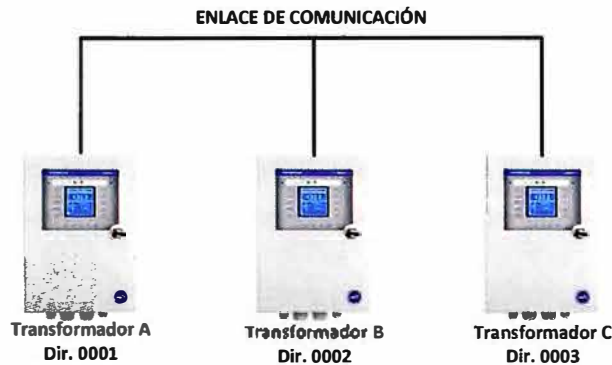 ENLACE DE COMUNICACIÓN
Transformador A
Dir. 0001
Transformador B
Dir. 0002
Transformador C
Dir. 0003